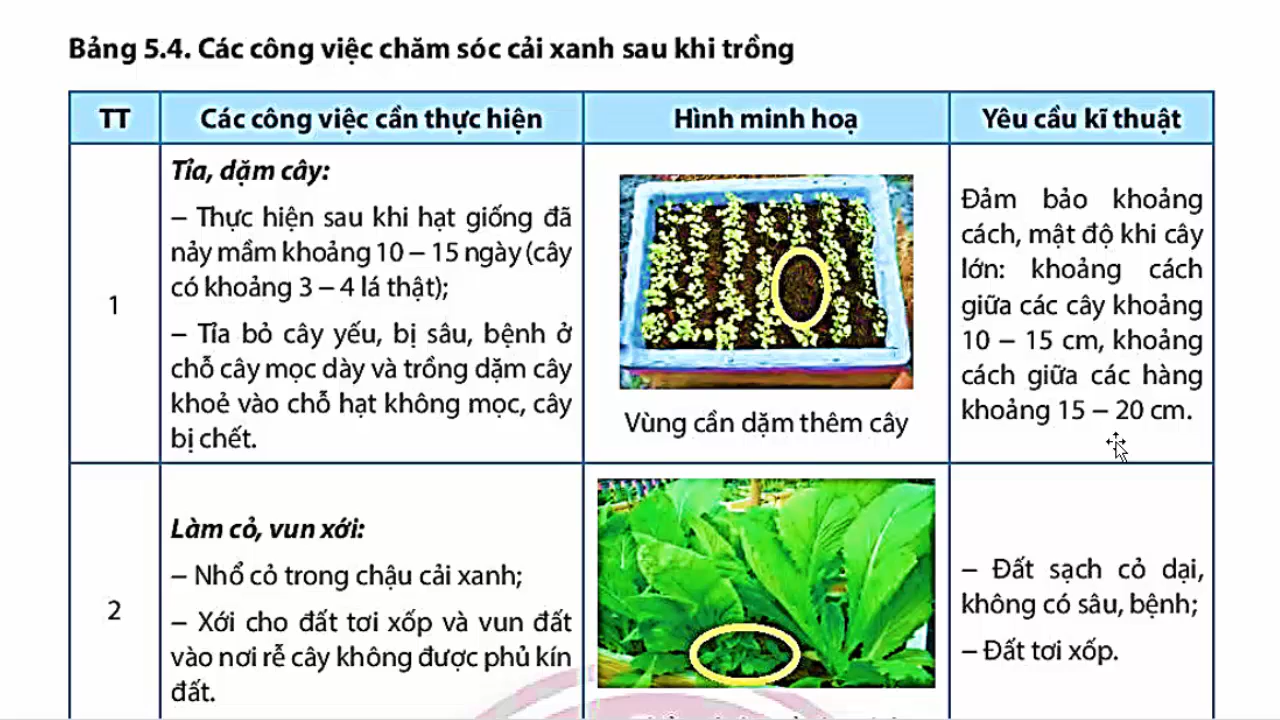 Bảng 5.4. Các công việc chăm sóc cải xanh sau khi trồng
TT
Các công việc cần thực hiện
Hình minh hoạ
Yêu cầu kĩ thuật
1
Tỉa, dặm cây:
– Thực hiện sau khi hạt giống đã
nảy mầm khoảng 10 – 15 ngày (cây
có khoảng 3 – 4 lá thật);
– Tỉa bỏ cây yếu, bị sâu, bệnh ở
chỗ cây mọc dày và trồng dặm cây
khoẻ vào chỗ hạt không mọc, cây
bị chết.
Vùng cần dặm thêm cây
Đảm bảo khoảng
cách, mật độ khi cây
lớn: khoảng cách
giữa các cây khoảng
10 – 15 cm, khoảng
cách giữa các hàng
khoảng 15 – 20 cm.
2
Làm cỏ, vun xới:
– Nhổ cỏ trong chậu cải xanh;
– Xới cho đất tơi xốp và vun đất
vào nơi rễ cây không được phủ kín
đất.
– Đất sạch cỏ dại,
không có sâu, bệnh;
– Đất tơi xốp.